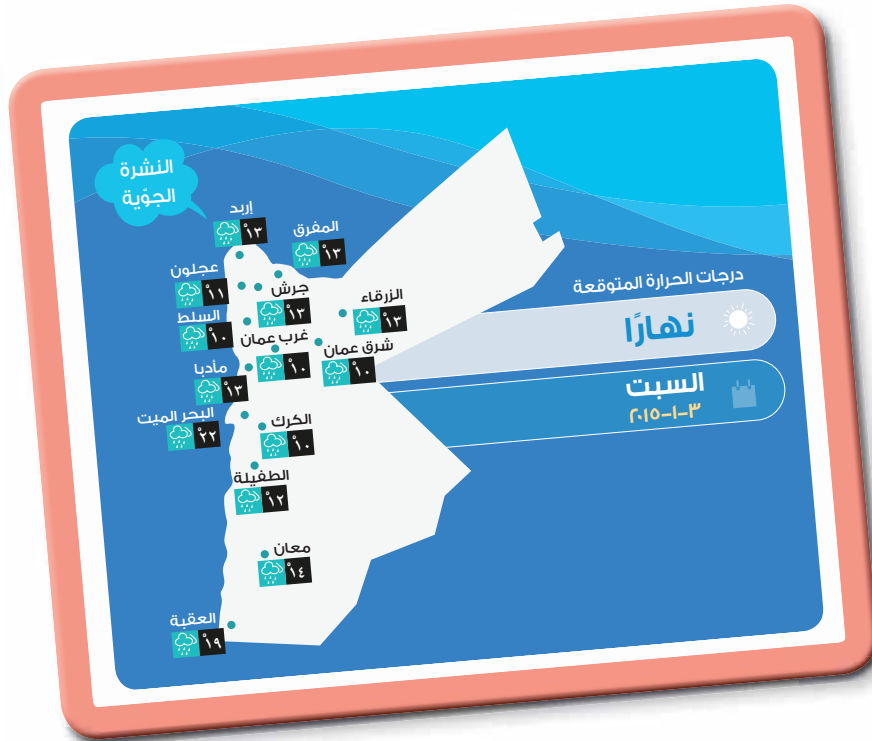 النشرة
الجوّية
إربد
١٣°
المفرق
١٣°
عجلون
١١°
جرش
١٣°
السلط
١٠°
الزرقاء
١٣°
غرب عمان
١٠°
شرق عمان
١٠°
مأدبا
١٣°
البحر الميت
٢٢°
الكرك
١٠°
الطفيلة
١٢°
معان
١٤°
العقبة
١٩°
درجات الحرارة المتوقعة
نهارًا
السبت
٣-١-٢٠١٥